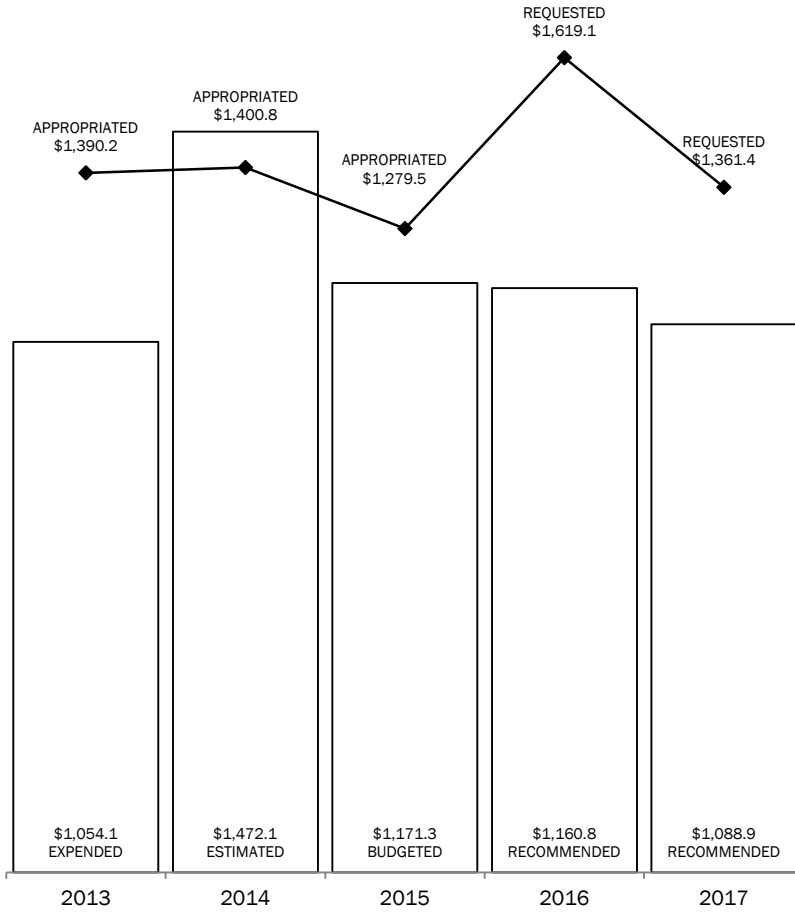 REQUESTED
$1,619.1
APPROPRIATED
$1,400.8
APPROPRIATED
$1,390.2
REQUESTED
$1,361.4
APPROPRIATED
$1,279.5
$1,054.1
EXPENDED
$1,472.1
ESTIMATED
$1,171.3
BUDGETED
$1,160.8
RECOMMENDED
$1,088.9
RECOMMENDED
2013
2014
2015
2016
2017